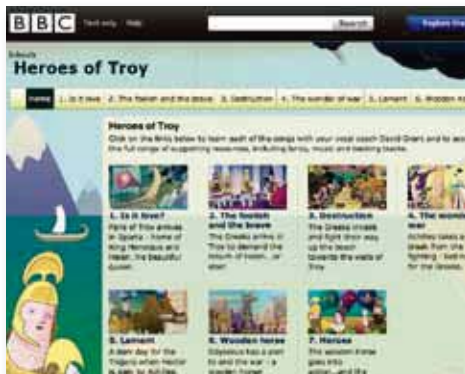 BBC Text only Help Search Explore the
Schools
Heroes of Troy
Home 1. Is it love 2. The foolish and the brave 3. Destruction 4. The wonder of war 5. Lament 6. Wooden
Heroes of Troy
Click on the links below to learn each of the songs with your vocal coach David Grant and to
the full range of supporting resources, including lyrics, music and backing tracks.
1. Is it love?
Paris of Troy arrives
in Sparta - home of
King Menelaus and
Helen, his beautiful
Queen.
2. The foolish
and the brave
The Greeks arrive in
Troy to demand the
return of Helen...or
else!
3. Destruction
The Greeks invade
and fight their way
up the beach
towards the walls of
Troy
4. The
war
Achilles takes a
break from the
fighting - bad
for the Greeks.
5. Lament
A dark day for the
Trojans when Hector
is slain by Achilles.
6. Wooden horse
Odysseus has a plan
to end the war - a
wooden horse
7. Heroes
The wooden horse
goes into
action...and the